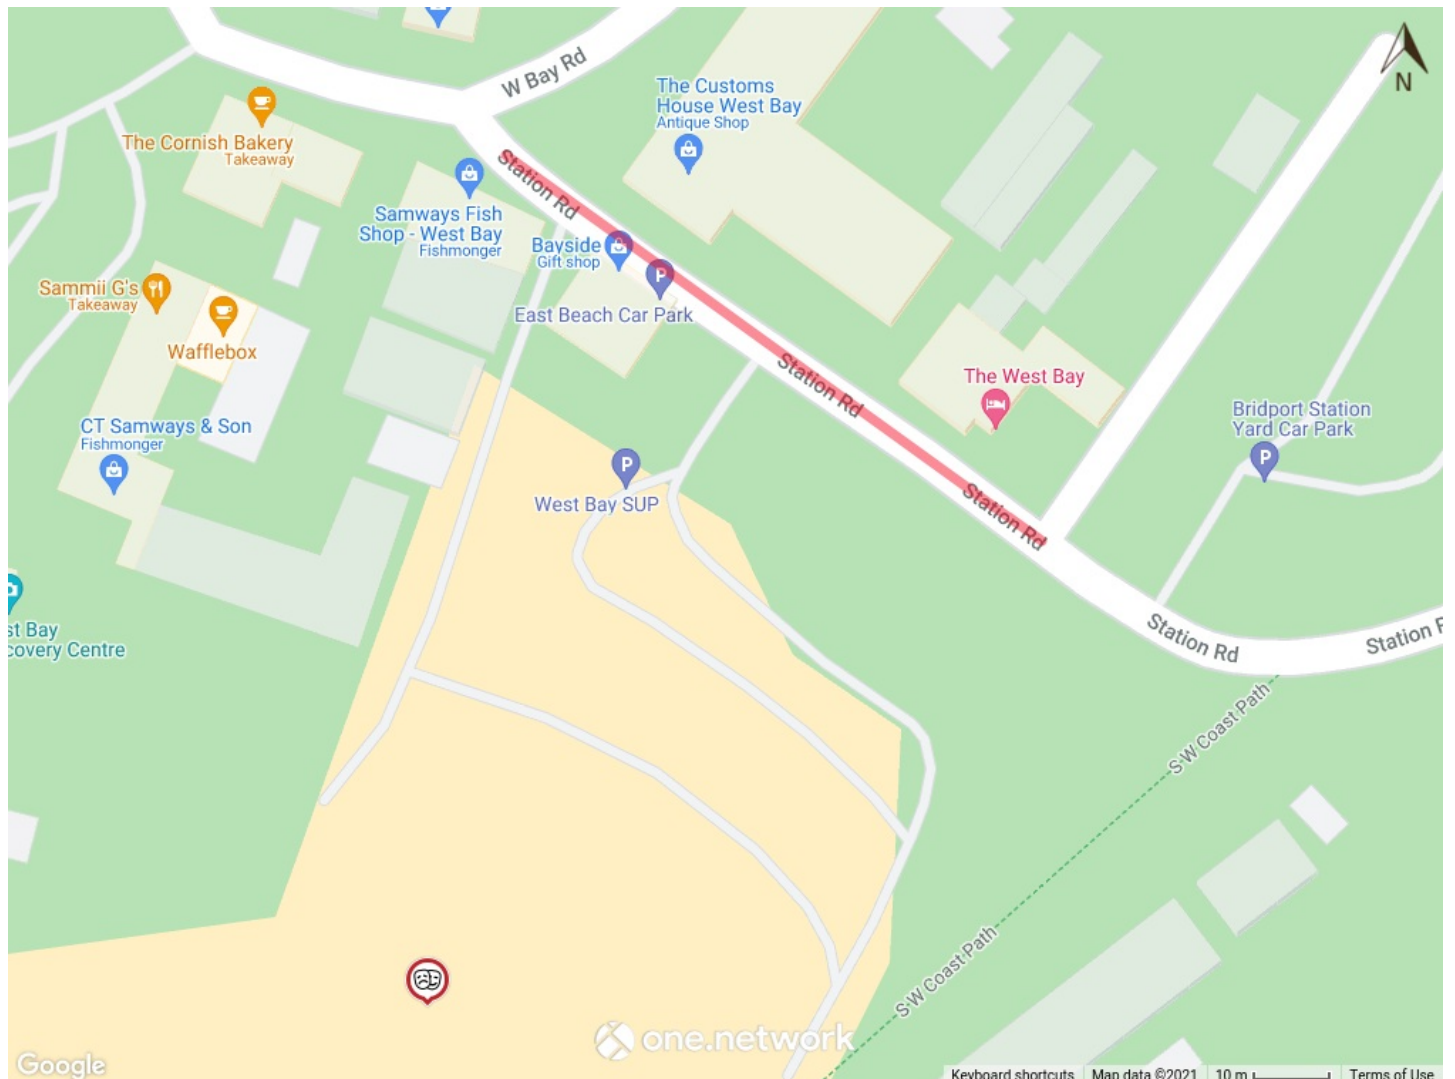 W Bay Rd
The Customs
House West Bay
Antique Shop
N
The Cornish Bakery
Takeaway
Station Rd
Samways Fish
Shop - West Bay
Fishmonger
Bayside
Gift shop
P
East Beach Car Park
Sammii G's
Takeaway
Wafflebox
Station Rd
The West Bay
Bridport Station
Yard Car Park
P
CT Samways & Son
Fishmonger
P
West Bay SUP
Station Rd
st Bay
covery Centre
Station Rd
Station R
S W Coast Path
S W Coast Path
one.network
Google
Keyboard shortcuts
Map data ©2021
10 m
Terms of Use